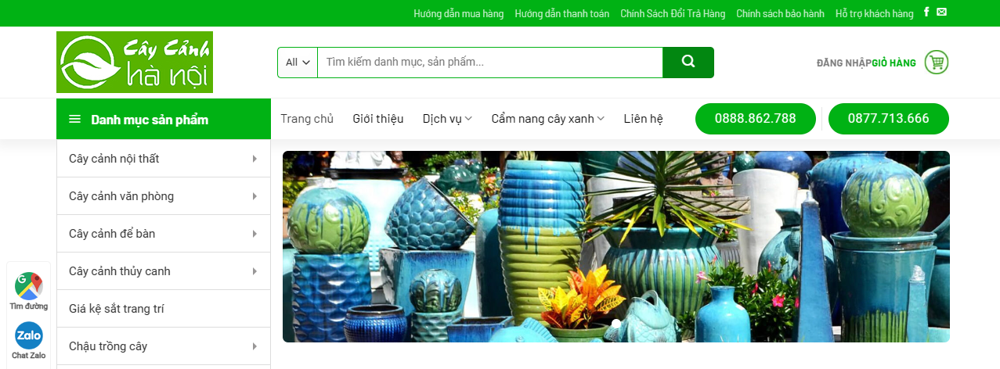 Hướng dẫn mua hàng Hướng dẫn thanh toán Chính Sách Đổi Trả Hàng Chính sách bảo hành Hỗ trợ khách hàng
Cây Cảnh
hà nội
All Tìm kiếm danh mục, sản phẩm... ĐĂNG NHẬP GIỎ HÀNG
Danh mục sản phẩm Trang chủ Giới thiệu Dịch vụ Cẩm nang cây xanh Liên hệ 0888.862.788 0877.713.666
Cây cảnh nội thất
Cây cảnh văn phòng
Cây cảnh để bàn
Cây cảnh thủy canh
Giá kệ sắt trang trí
Chậu trồng cây
G
Tìm đường
Zalo
Chat Zalo